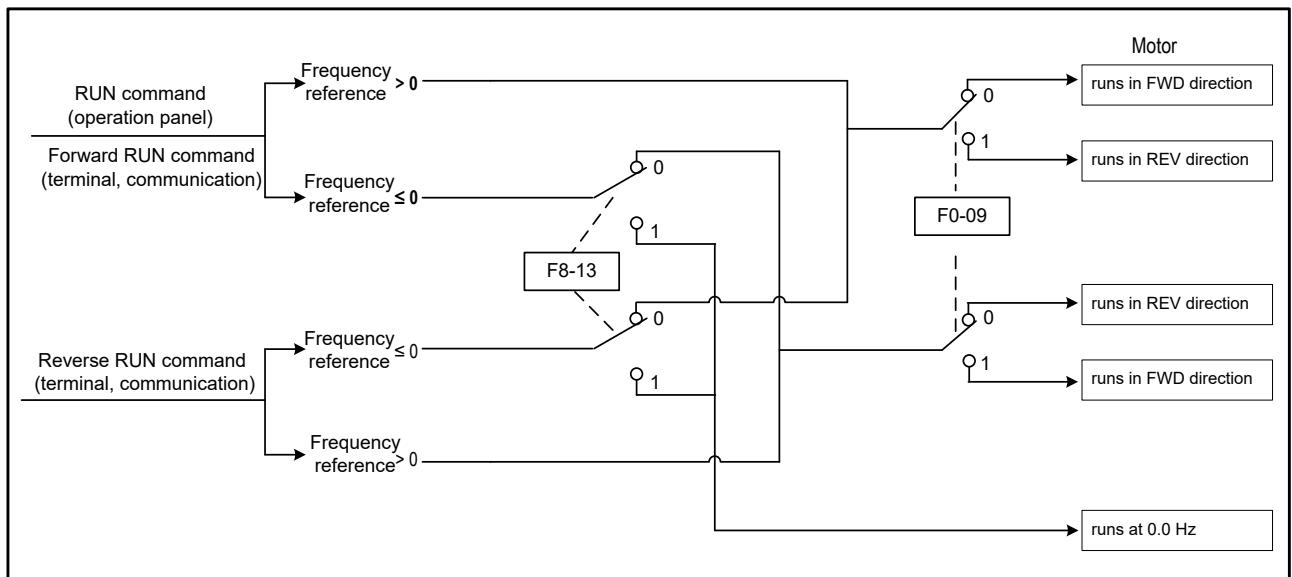 Motor
Frequency
reference > 0
RUN command
(operation panel)
Forward RUN command
(terminal, communication)
Frequency
reference ≤ 0
0
1
F8-13
0
1
Reverse RUN command
(terminal, communication)
Frequency
reference ≤ 0
Frequency
reference > 0
0
1
F0-09
0
1
runs in FWD direction
runs in REV direction
runs in REV direction
runs in FWD direction
runs at 0.0 Hz